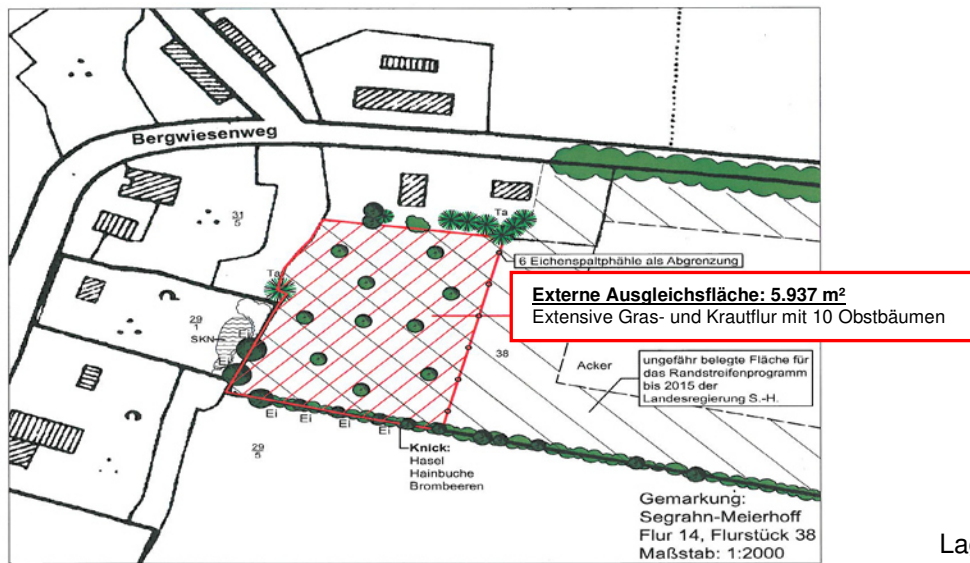 Bergwiesenweg
31
5
Ta
6 Eichenspaltphähle als Abgrenzung
Ta
Externe Ausgleichsfläche: 5.937 m²
Extensive Gras- und Krautflur mit 10 Obstbäumen
29
1
SKN
Ei
38
Acker
ungefähr belegte Fläche für
das Randstreifenprogramm
bis 2015 der
Landesregierung S.-H.
Ei
Ei
Ei
Ei
29
5
Knick:
Hasel
Hainbuche
Brombeeren
Gemarkung:
Segrahn-Meierhoff
Flur 14, Flurstück 38
Maßstab: 1:2000